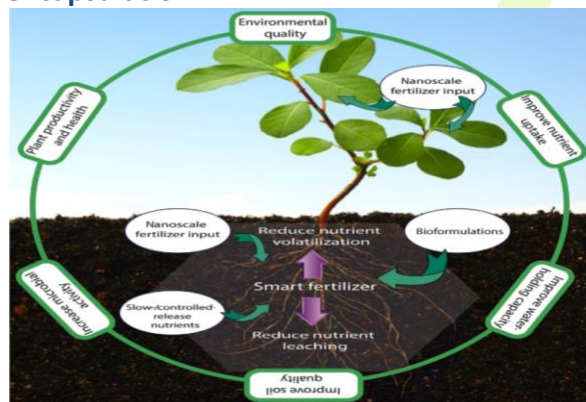 Environmental
quality
Nanoscale
fertilizer input
Plant productivity
and health
Improve nutrient
uptake
Nanoscale
fertilizer input
Reduce nutrient
volatilization
Bioformulations
Smart fertilizer
Slow-/controlled-
release nutrients
Reduce nutrient
leaching
Increase microbial
activity
Improve water-
holding capacity
Improve soil
quality